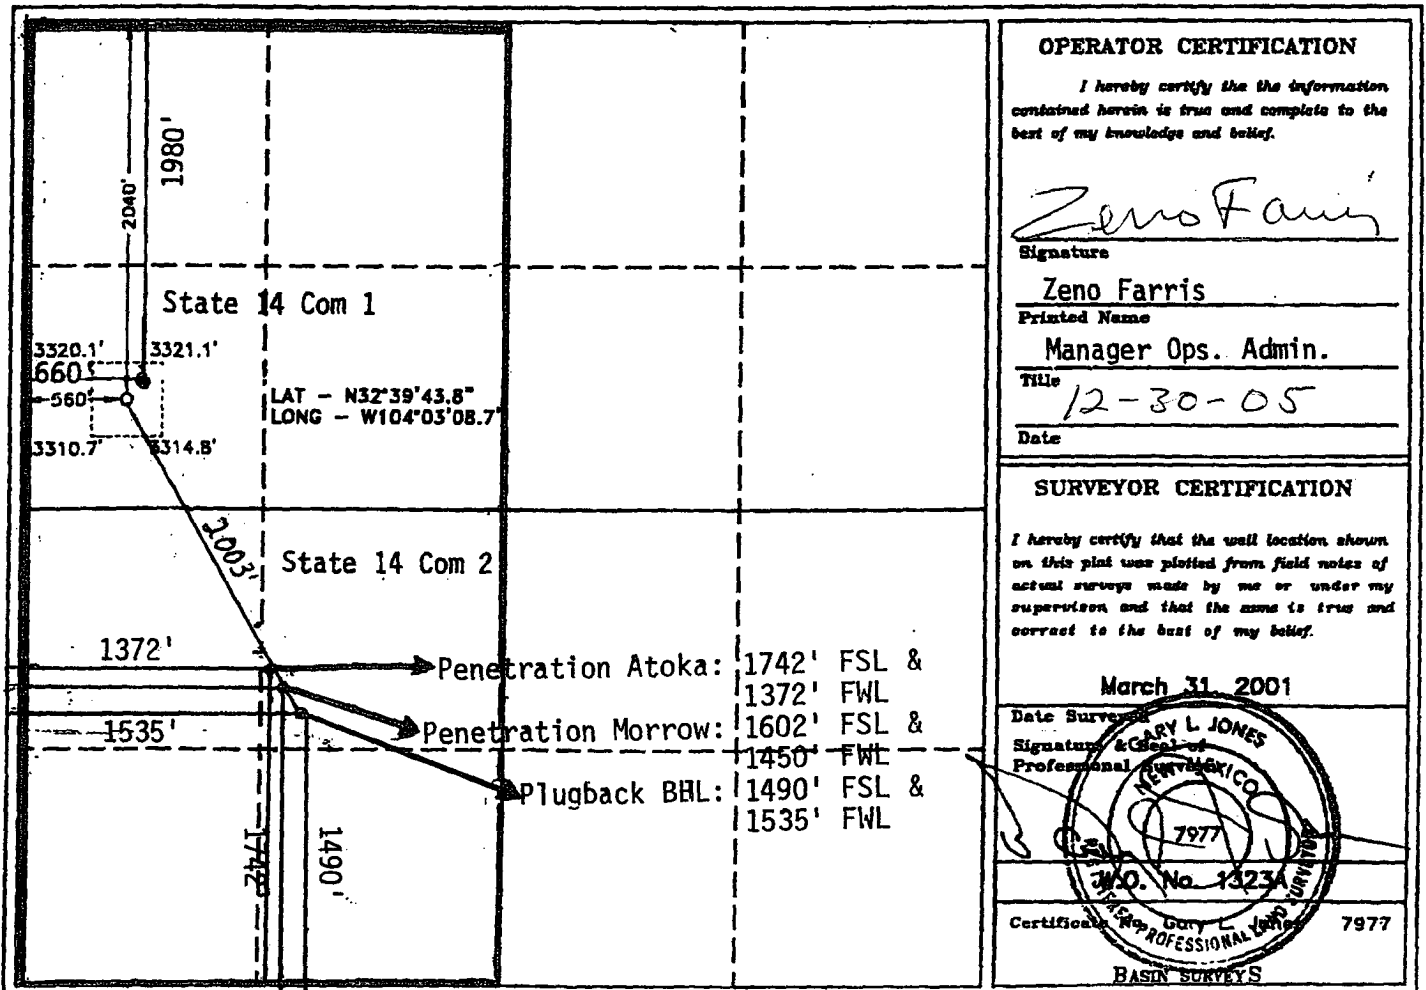 1980'
2040'
State 14 Com 1
3320.1' 3321.1'
660'
560'
LAT - N32°39'43.8"
LONG - W104°03'08.7"
3310.7' 3314.8'
2003'
State 14 Com 2
1372'
Penetration Atoka: 1742' FSL &
1372' FWL
Penetration Morrow: 1602' FSL &
1535'
1450' FWL
Plugback BHL: 1490' FSL &
1535' FWL
1742'
1490'
OPERATOR CERTIFICATION
I hereby certify the the information
contained herein is true and complete to the
best of my knowledge and belief.
Zeno Farris
Signature
Zeno Farris
Printed Name
Manager Ops. Admin.
Title
12-30-05
Date
SURVEYOR CERTIFICATION
I hereby certify that the well location shown
on this plat was plotted from field notes of
actual surveys made by me or under my
supervison and that the same is true and
correct to the best of my belief.
March 31, 2001
Date Surveyed
Signature & Seal of
Professional Surveyor
GARY L. JONES
NEW MEXICO
7977
PROFESSIONAL LAND SURVEYOR
W.O. No. 1323A
Certificate No. Gary L. Jones 7977
BASIN SURVEYS